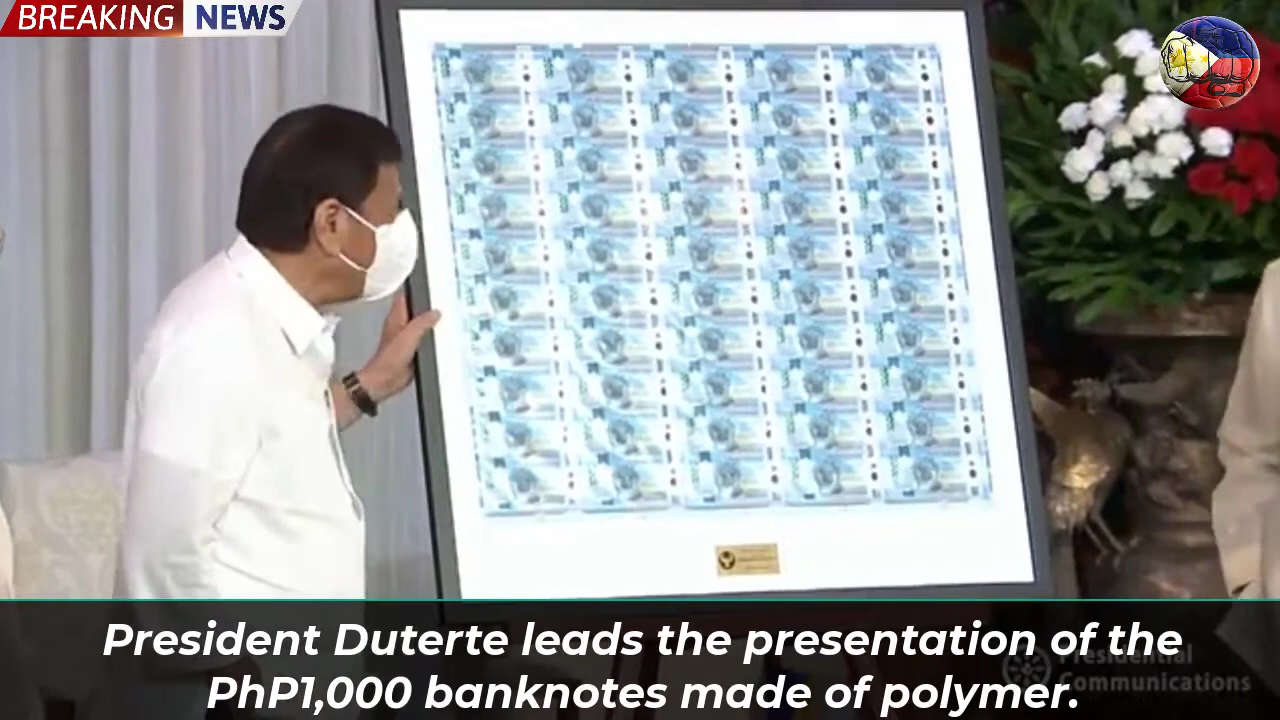 BREAKING NEWS
President Duterte leads the presentation of the
PhP1,000 banknotes made of polymer.
Presidential
Communications